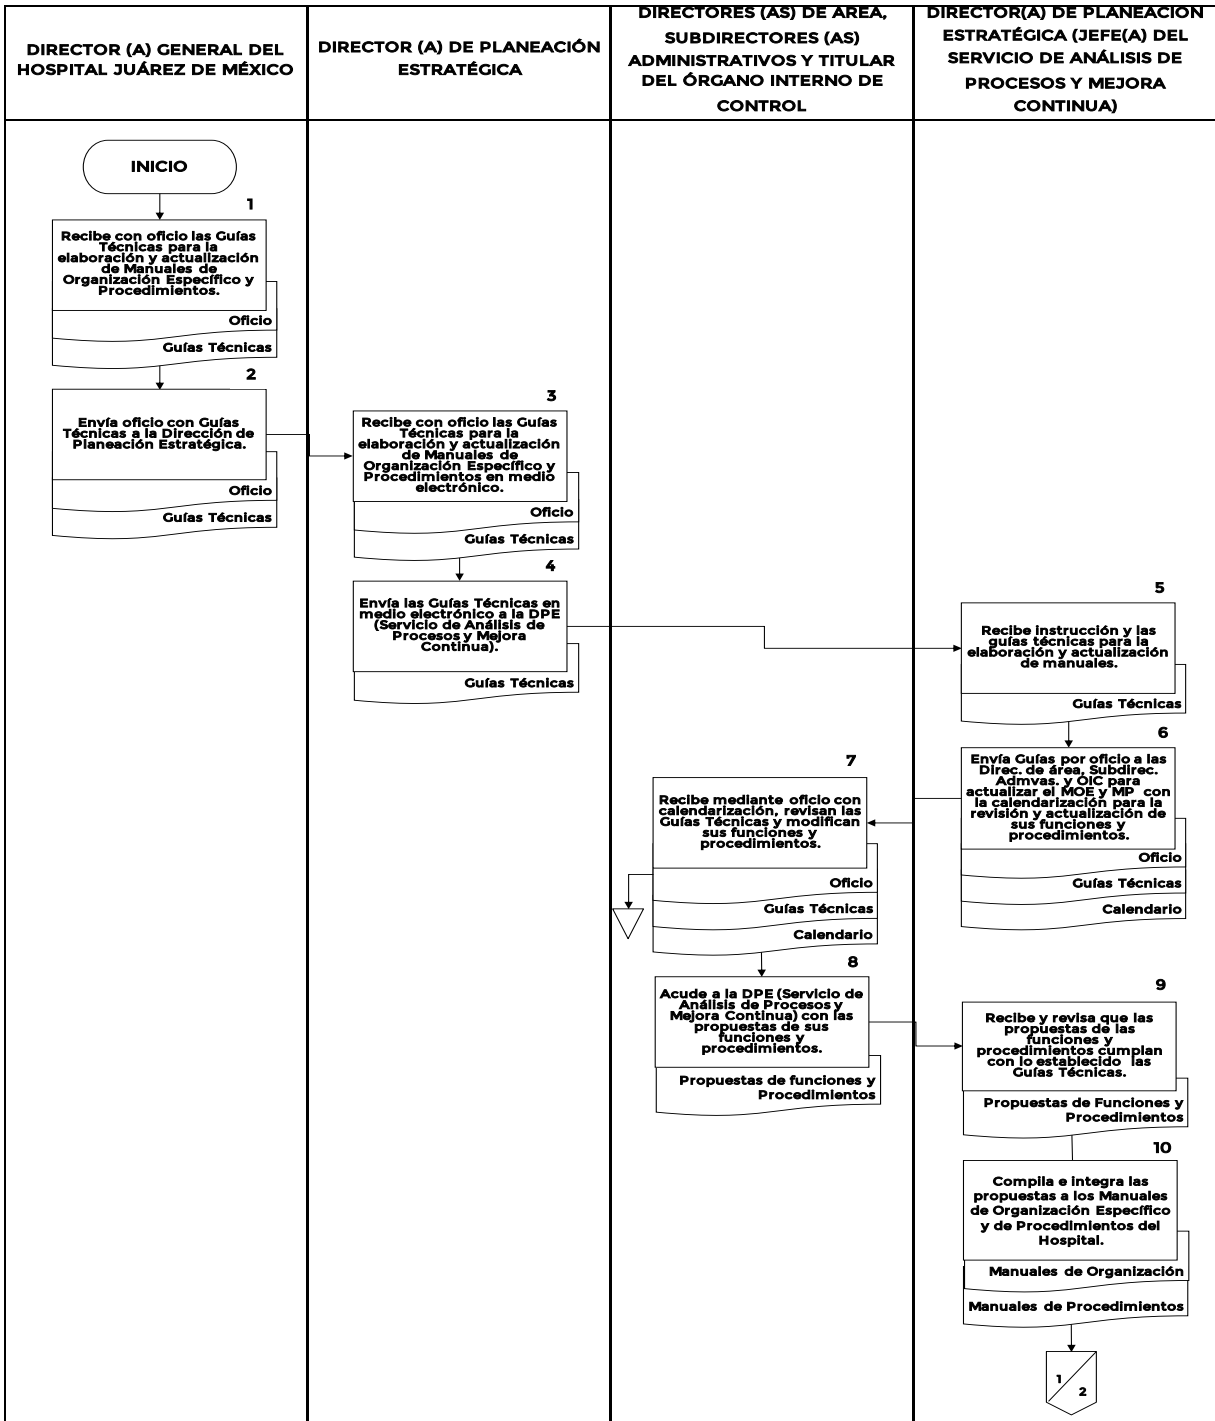 DIRECTOR (A) GENERAL DEL
HOSPITAL JUÁREZ DE MÉXICO
DIRECTOR (A) DE PLANEACIÓN
ESTRATÉGICA
DIRECTORES (AS) DE ÁREA,
SUBDIRECTORES (AS)
ADMINISTRATIVOS Y TITULAR
DEL ÓRGANO INTERNO DE
CONTROL
DIRECTOR(A) DE PLANEACIÓN
ESTRATÉGICA (JEFE(A) DEL
SERVICIO DE ANÁLISIS DE
PROCESOS Y MEJORA
CONTINUA)
INICIO
1
Recibe con oficio las Guías
Técnicas para la
elaboración y actualización
de Manuales de
Organización Específico y
Procedimientos.
Oficio
Guías Técnicas
2
Envía oficio con Guías
Técnicas a la Dirección de
Planeación Estratégica.
Oficio
Guías Técnicas
3
Recibe con oficio las Guías
Técnicas para la
elaboración y actualización
de Manuales de
Organización Específico y
Procedimientos en medio
electrónico.
Oficio
Guías Técnicas
4
Envía las Guías Técnicas en
medio electrónico a la DPE
(Servicio de Análisis de
Procesos y Mejora
Continua).
Guías Técnicas
5
Recibe instrucción y las
guías técnicas para la
elaboración y actualización
de manuales.
Guías Técnicas
6
Envía Guías por oficio a las
Direc. de área, Subdirec.
Admvas. y OIC para
actualizar el MOE y MP con
la calendarización para la
revisión y actualización de
sus funciones y
procedimientos.
Oficio
Guías Técnicas
Calendario
7
Recibe mediante oficio con
calendarización, revisan las
Guías Técnicas y modifican
sus funciones y
procedimientos.
Oficio
Guías Técnicas
Calendario
8
Acude a la DPE (Servicio de
Análisis de Procesos y
Mejora Continua) con las
propuestas de sus
funciones y
procedimientos.
Propuestas de funciones y
Procedimientos
9
Recibe y revisa que las
propuestas de las
funciones y
procedimientos cumplan
con lo establecido las
Guías Técnicas.
Propuestas de Funciones y
Procedimientos
10
Compila e integra las
propuestas a los Manuales
de Organización Específico
y de Procedimientos del
Hospital.
Manuales de Organización
Manuales de Procedimientos
1
2